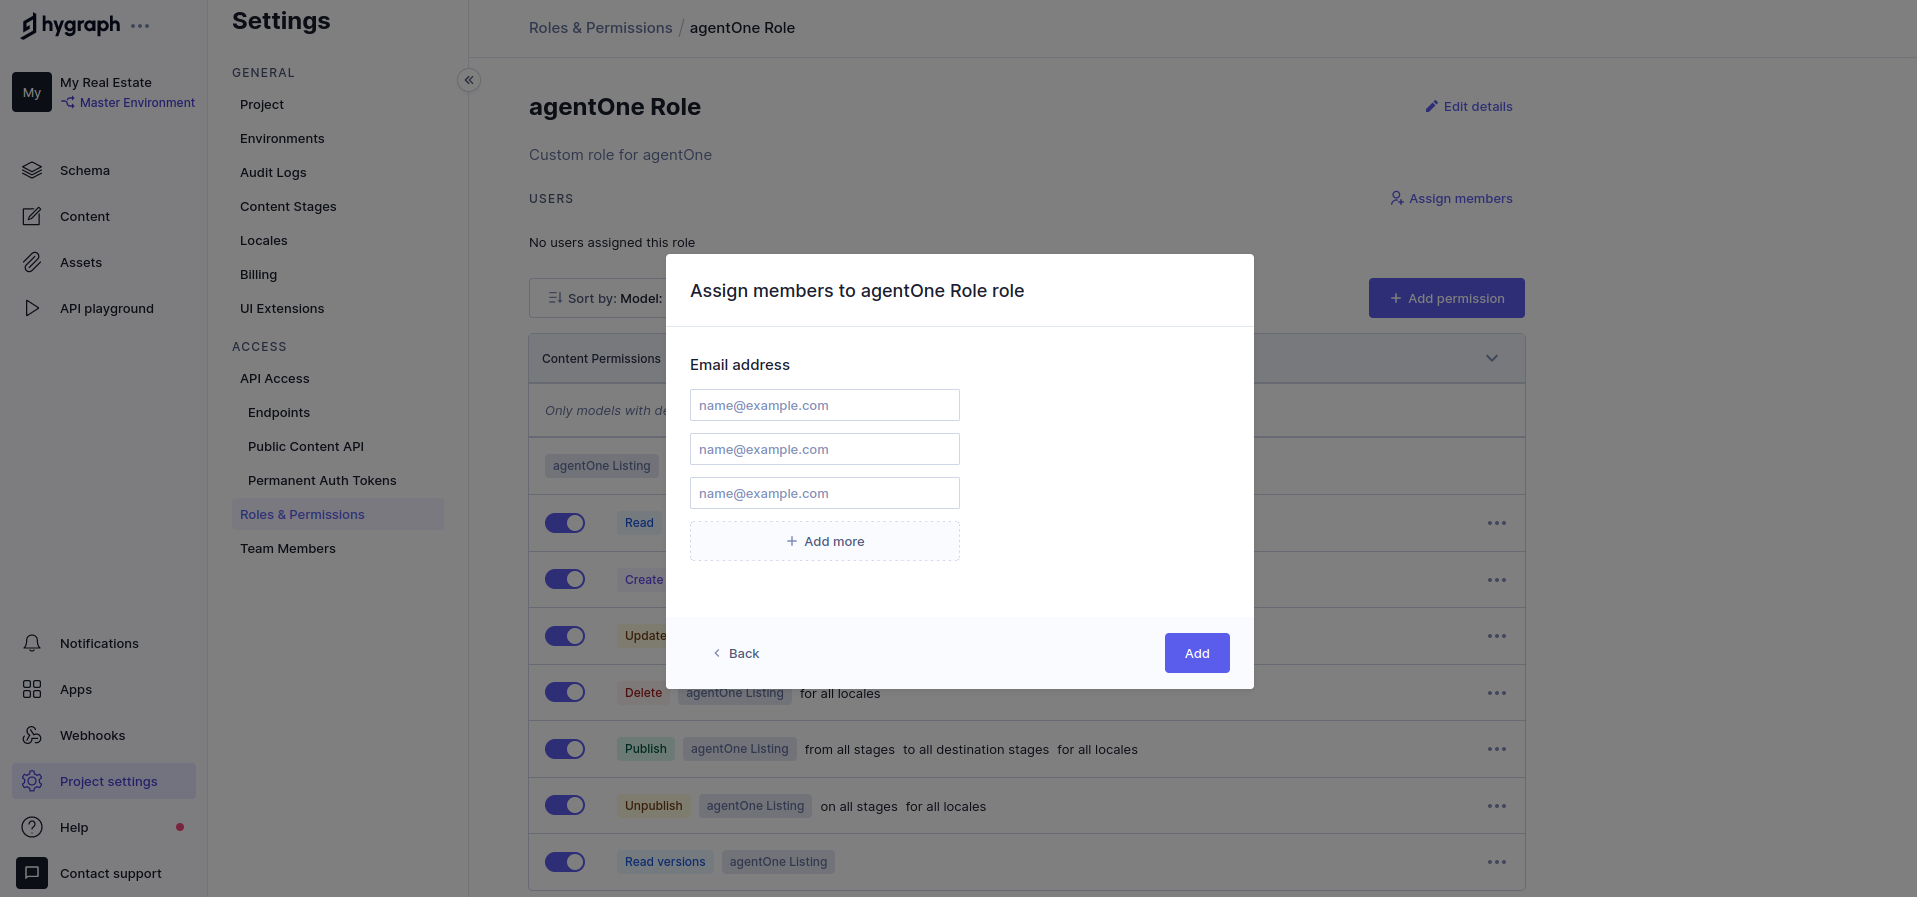 hygraph
My
My Real Estate
Master Environment
Schema
Content
Assets
API playground
Notifications
Apps
Webhooks
Project settings
Help
Contact support
Settings
GENERAL
Project
Environments
Audit Logs
Content Stages
Locales
Billing
UI Extensions
ACCESS
API Access
Endpoints
Public Content API
Permanent Auth Tokens
Roles & Permissions
Team Members
Roles & Permissions / agentOne Role
agentOne Role
Edit details
Custom role for agentOne
USERS
Assign members
No users assigned this role
Sort by: Model:
+ Add permission
Content Permissions
Only models with
agentOne Listing
Read
Create
Update
Delete agentOne Listing for all locales
Publish agentOne Listing from all stages to all destination stages for all locales
Unpublish agentOne Listing on all stages for all locales
Read versions agentOne Listing
Assign members to agentOne Role role
Email address
name@example.com
name@example.com
name@example.com
+ Add more
Back
Add